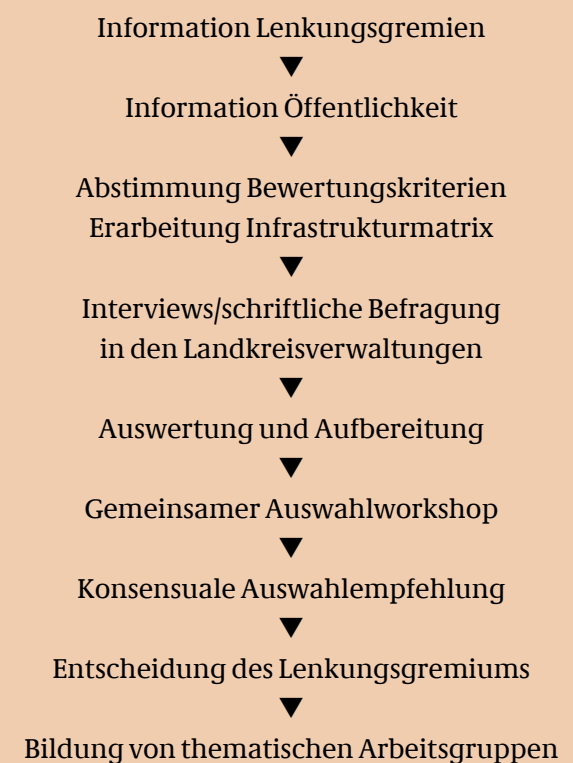 Information Lenkungsgremien
▼
Information Öffentlichkeit
▼
Abstimmung Bewertungskriterien
Erarbeitung Infrastrukturmatrix
▼
Interviews/schriftliche Befragung
in den Landkreisverwaltungen
▼
Auswertung und Aufbereitung
▼
Gemeinsamer Auswahlworkshop
▼
Konsensuale Auswahlempfehlung
▼
Entscheidung des Lenkungsgremiums
▼
Bildung von thematischen Arbeitsgruppen